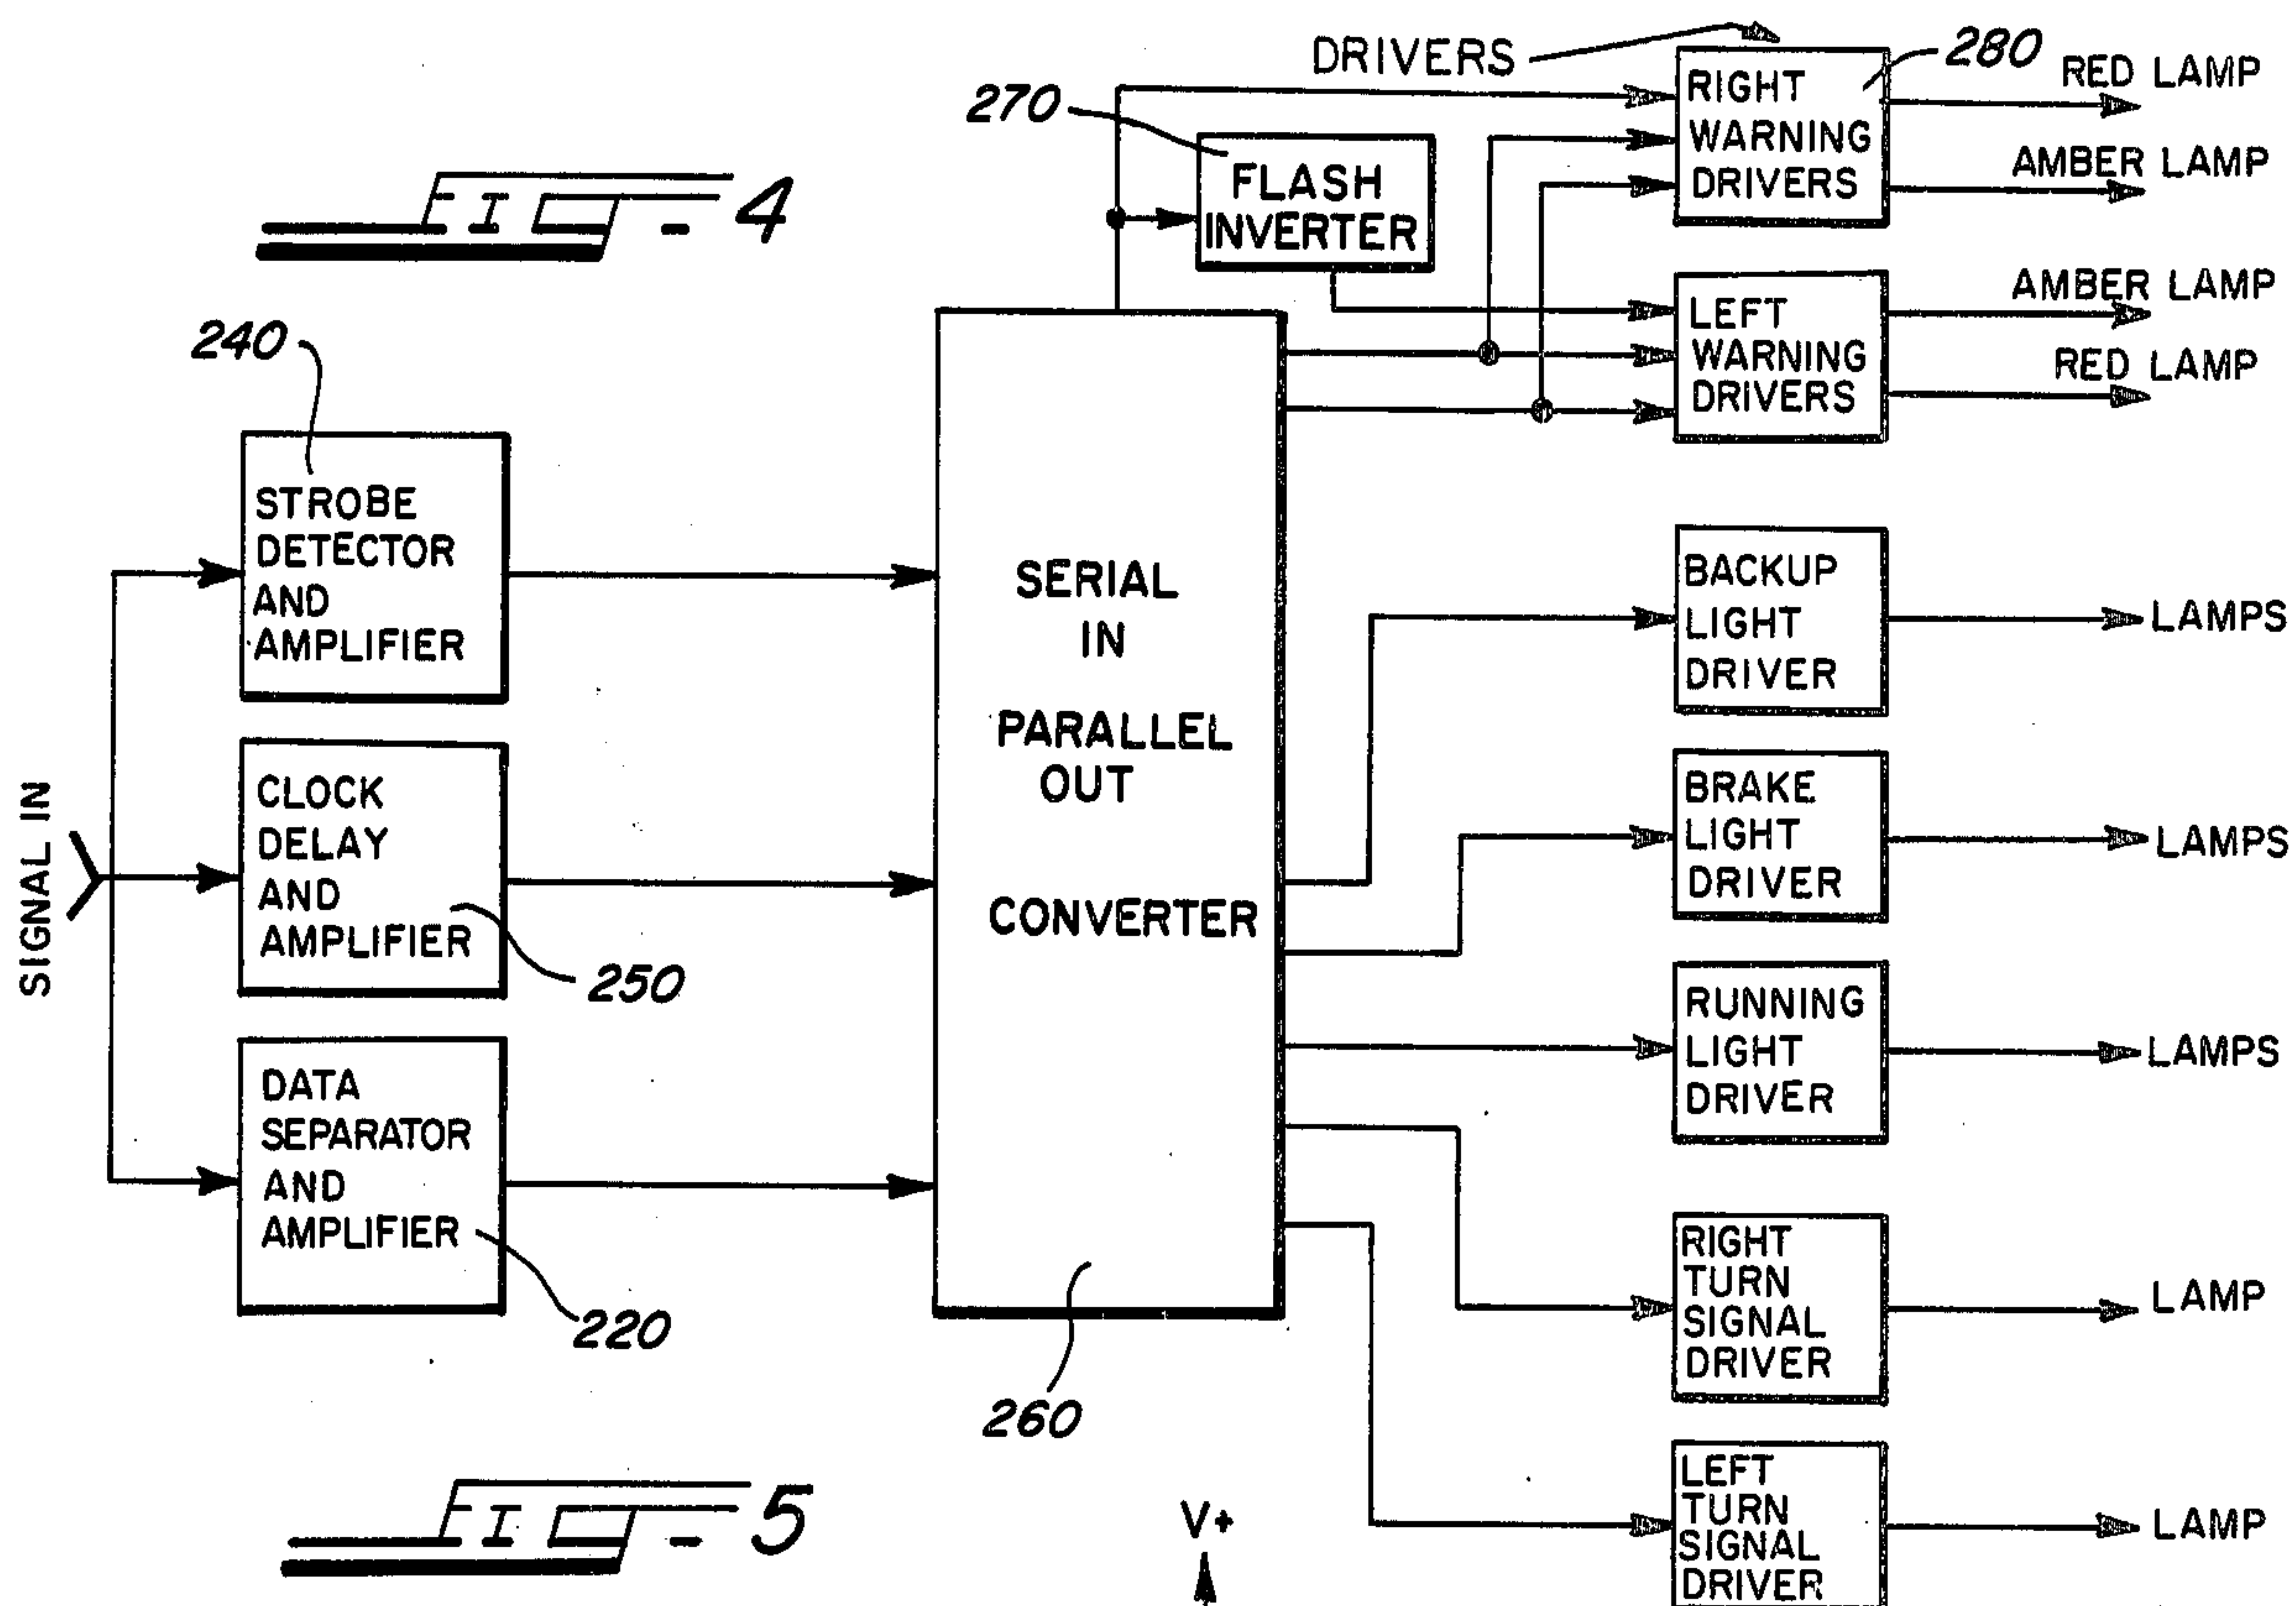 FIG-4
DRIVERS
280
270
RIGHT
WARNING
DRIVERS
RED LAMP
AMBER LAMP
FLASH
INVERTER
LEFT
WARNING
DRIVERS
AMBER LAMP
RED LAMP
240
STROBE
DETECTOR
AND
AMPLIFIER
SIGNAL IN
CLOCK
DELAY
AND
AMPLIFIER
250
DATA
SEPARATOR
AND
AMPLIFIER
220
SERIAL
IN
PARALLEL
OUT
CONVERTER
260
BACKUP
LIGHT
DRIVER
LAMPS
BRAKE
LIGHT
DRIVER
LAMPS
RUNNING
LIGHT
DRIVER
LAMPS
RIGHT
TURN
SIGNAL
DRIVER
LAMP
LEFT
TURN
SIGNAL
DRIVER
LAMP
FIG-5
V+